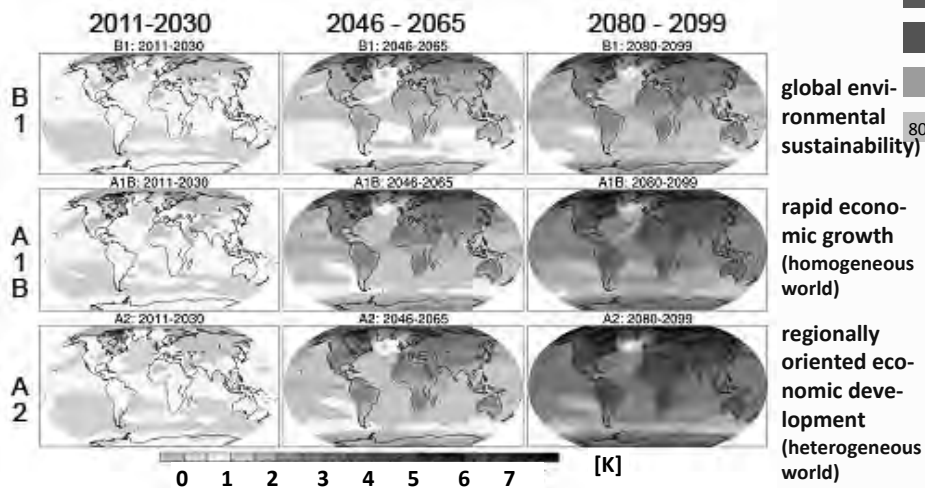 2011-2030 2046 - 2065 2080 - 2099
B1: 2011-2030 B1: 2046-2065 B1: 2080-2099
B
1
global envi-
ronmental
sustainability)
80
A1B: 2011-2030 A1B: 2046-2065 A1B: 2080-2099
A
1
B
rapid econo-
mic growth
(homogeneous
world)
A2: 2011-2030 A2: 2046-2065 A2: 2080-2099
A
2
regionally
oriented eco-
nomic deve-
lopment
(heterogeneous
world)
0 1 2 3 4 5 6 7 [K]